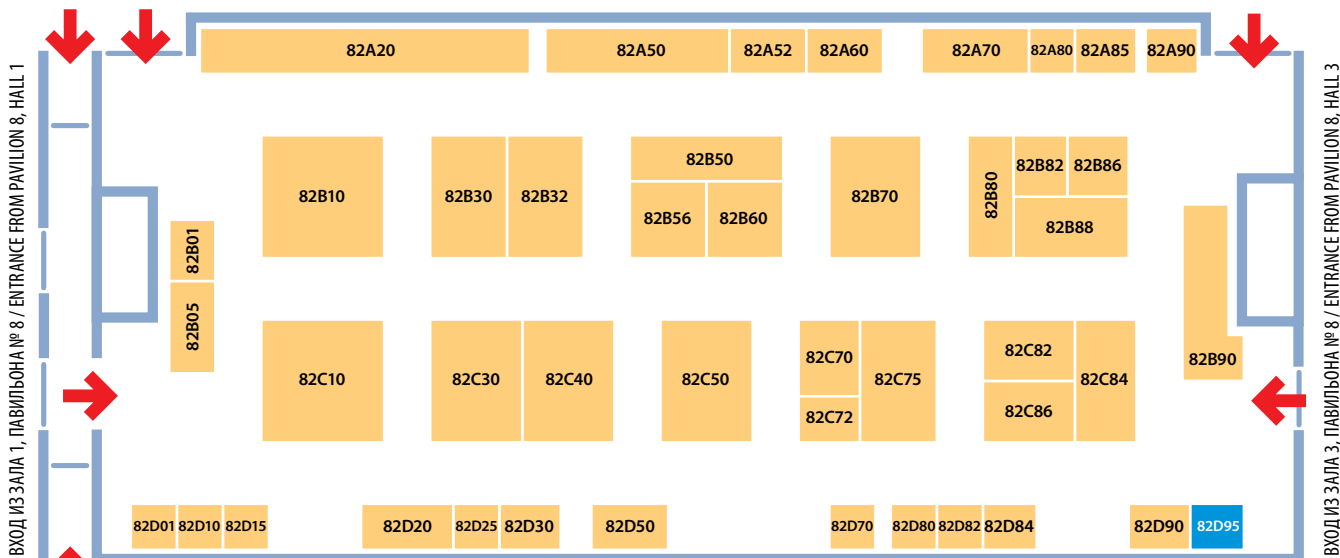 82A20
82A50
82A52
82A60
82A70
82A80
82A85
82A90
ВХОД ИЗ ЗАЛА 1, ПАВИЛЬОНА № 8 / ENTRANCE FROM PAVILION 8, HALL 1
ВХОД ИЗ ЗАЛА 3, ПАВИЛЬОНА № 8 / ENTRANCE FROM PAVILION 8, HALL 3
82B01
82B05
82B10
82B30
82B32
82B50
82B56
82B60
82B70
82B80
82B82
82B86
82B88
82B90
82C10
82C30
82C40
82C50
82C70
82C72
82C75
82C82
82C86
82C84
82D01
82D10
82D15
82D20
82D25
82D30
82D50
82D70
82D80
82D82
82D84
82D90
82D95